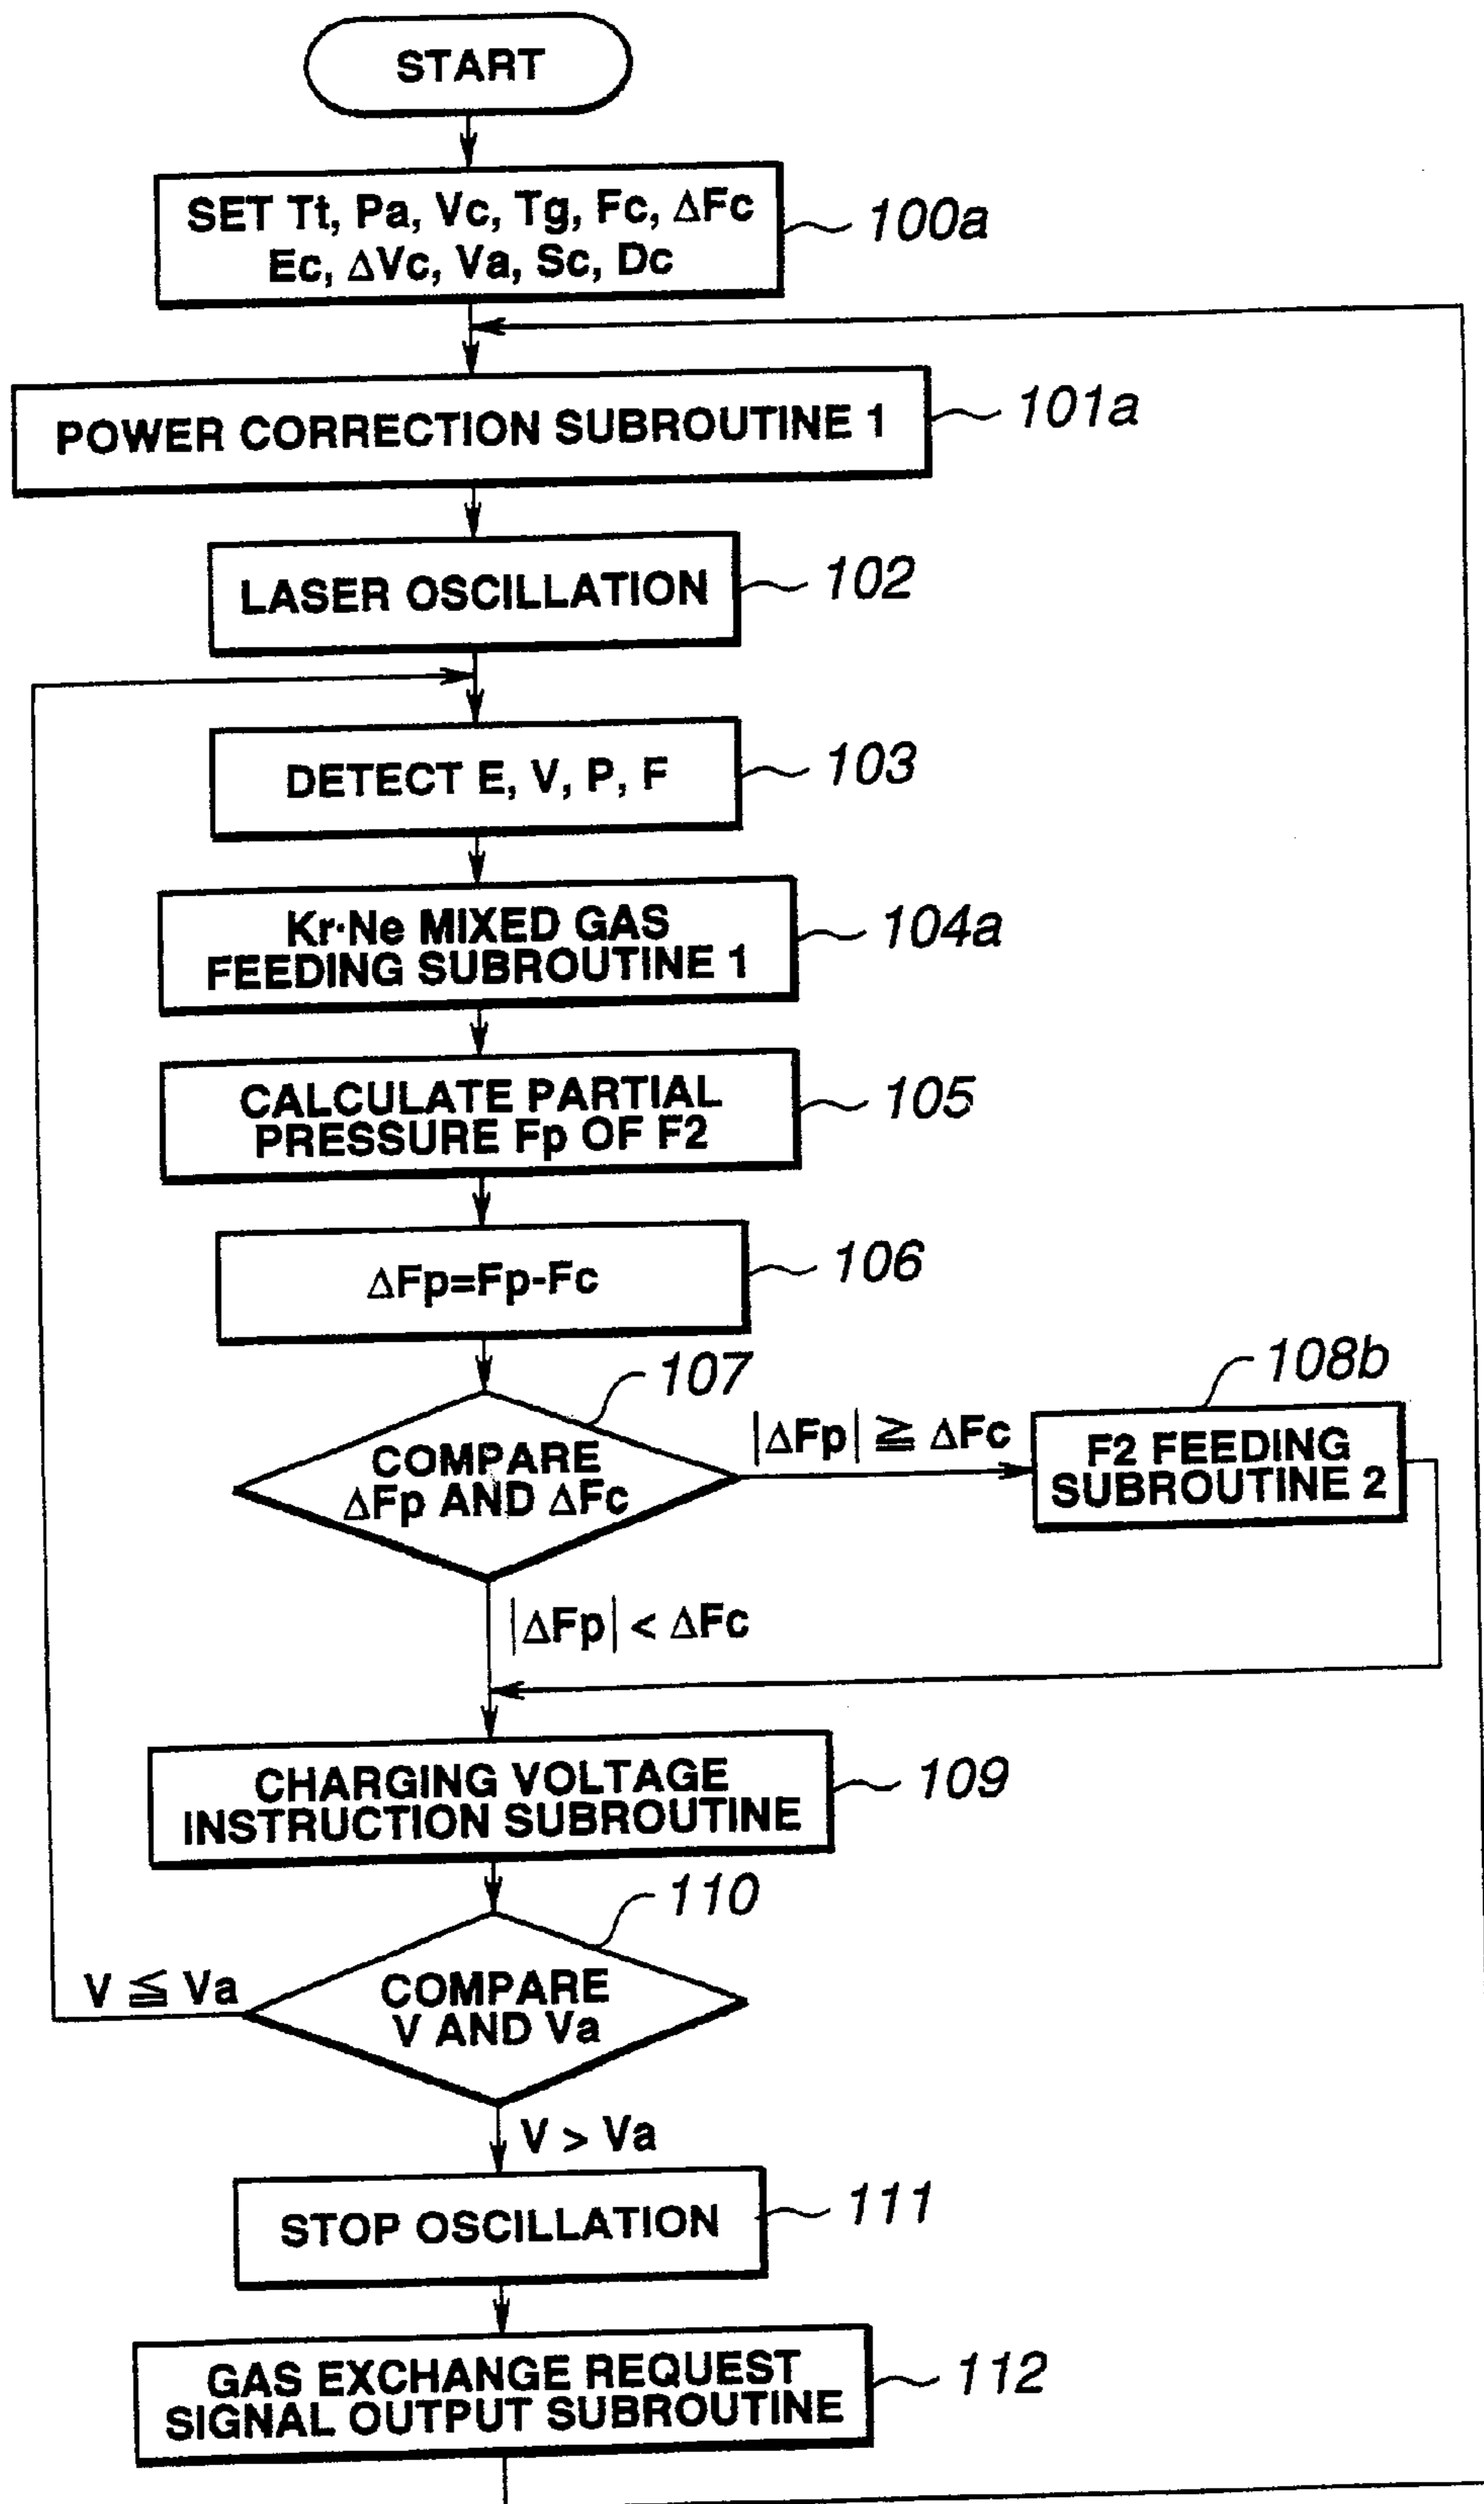 START
SET Tt, Pa, Vc, Tg, Fc, ΔFc
Ec, ΔVc, Va, Sc, Dc
100a
POWER CORRECTION SUBROUTINE 1
101a
LASER OSCILLATION
102
DETECT E, V, P, F
103
Kr·Ne MIXED GAS
FEEDING SUBROUTINE 1
104a
CALCULATE PARTIAL
PRESSURE Fp OF F2
105
ΔFp=Fp-Fc
106
107
COMPARE
ΔFp AND ΔFc
|ΔFp| ≧ ΔFc
108b
F2 FEEDING
SUBROUTINE 2
|ΔFp| < ΔFc
CHARGING VOLTAGE
INSTRUCTION SUBROUTINE
109
110
V ≦ Va
COMPARE
V AND Va
V > Va
STOP OSCILLATION
111
GAS EXCHANGE REQUEST
SIGNAL OUTPUT SUBROUTINE
112